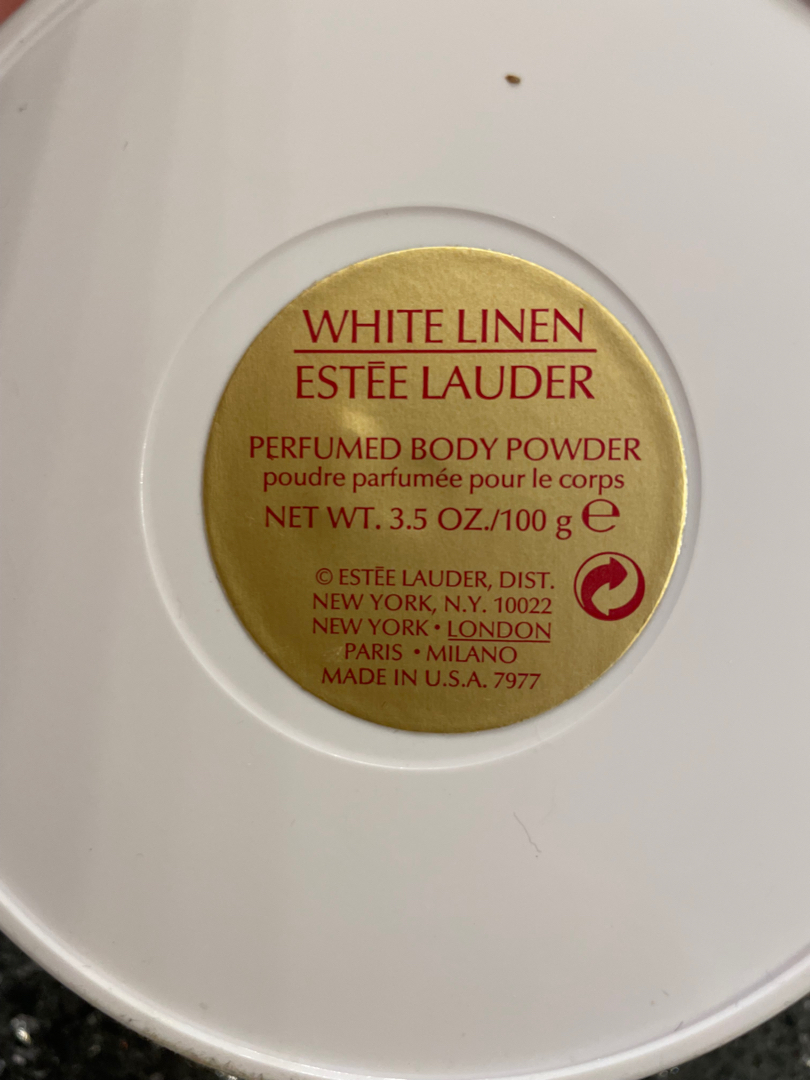 WHITE LINEN
ESTĒE LAUDER
PERFUMED BODY POWDER
poudre parfumée pour le corps
NET WT. 3.5 OZ./100 g ℮
© ESTĒE LAUDER, DIST.
NEW YORK, N.Y. 10022
NEW YORK • LONDON
PARIS • MILANO
MADE IN U.S.A. 7977